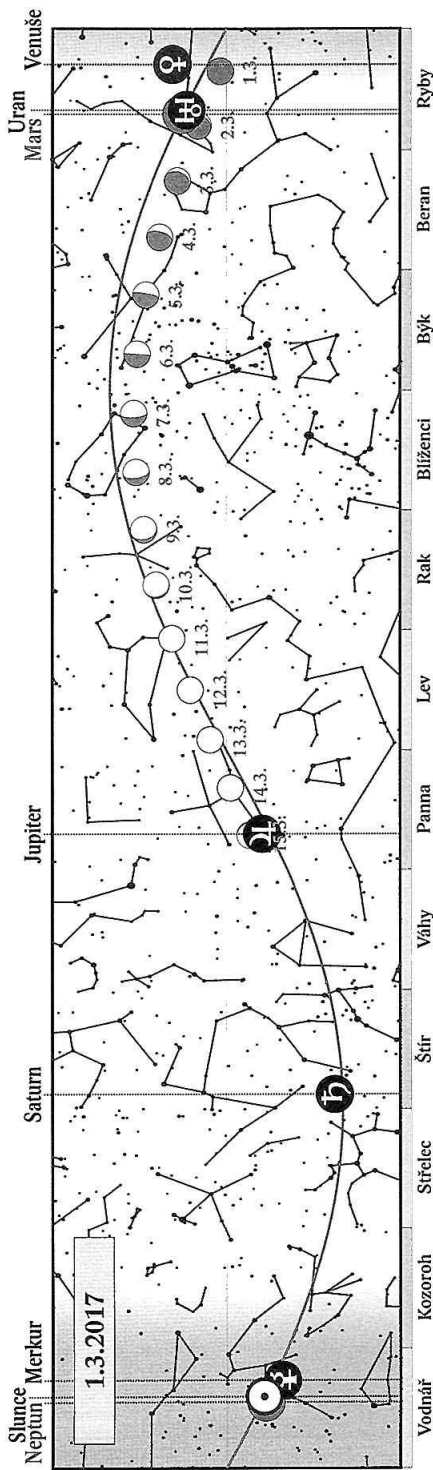 Slunce Uran
Neptun Merkur Saturn Jupiter Mars Venuše
1.3.2017
15.3. 14.3. 13.3. 12.3. 11.3. 10.3. 9.3. 8.3. 7.3. 6.3. 5.3. 4.3. 3.3. 2.3. 1.3.
Vodnář Kozoroh Střelec Štír Váhy Panna Lev Rak Blíženci Býk Beran Ryby